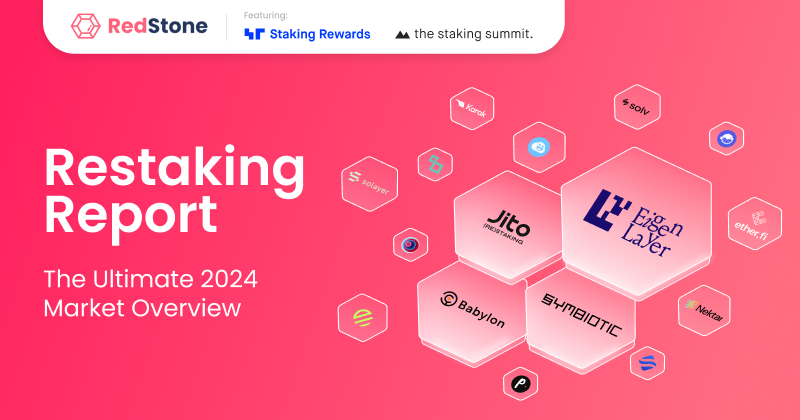 RedStone
Featuring:
Staking Rewards
the staking summit.
Restaking
Report
The Ultimate 2024
Market Overview
Karak
solv
solayer
Jito
(RE)STAKING
Eigen
Layer
ether.fi
Babylon
SYMBIOTIC
Nektar
P.